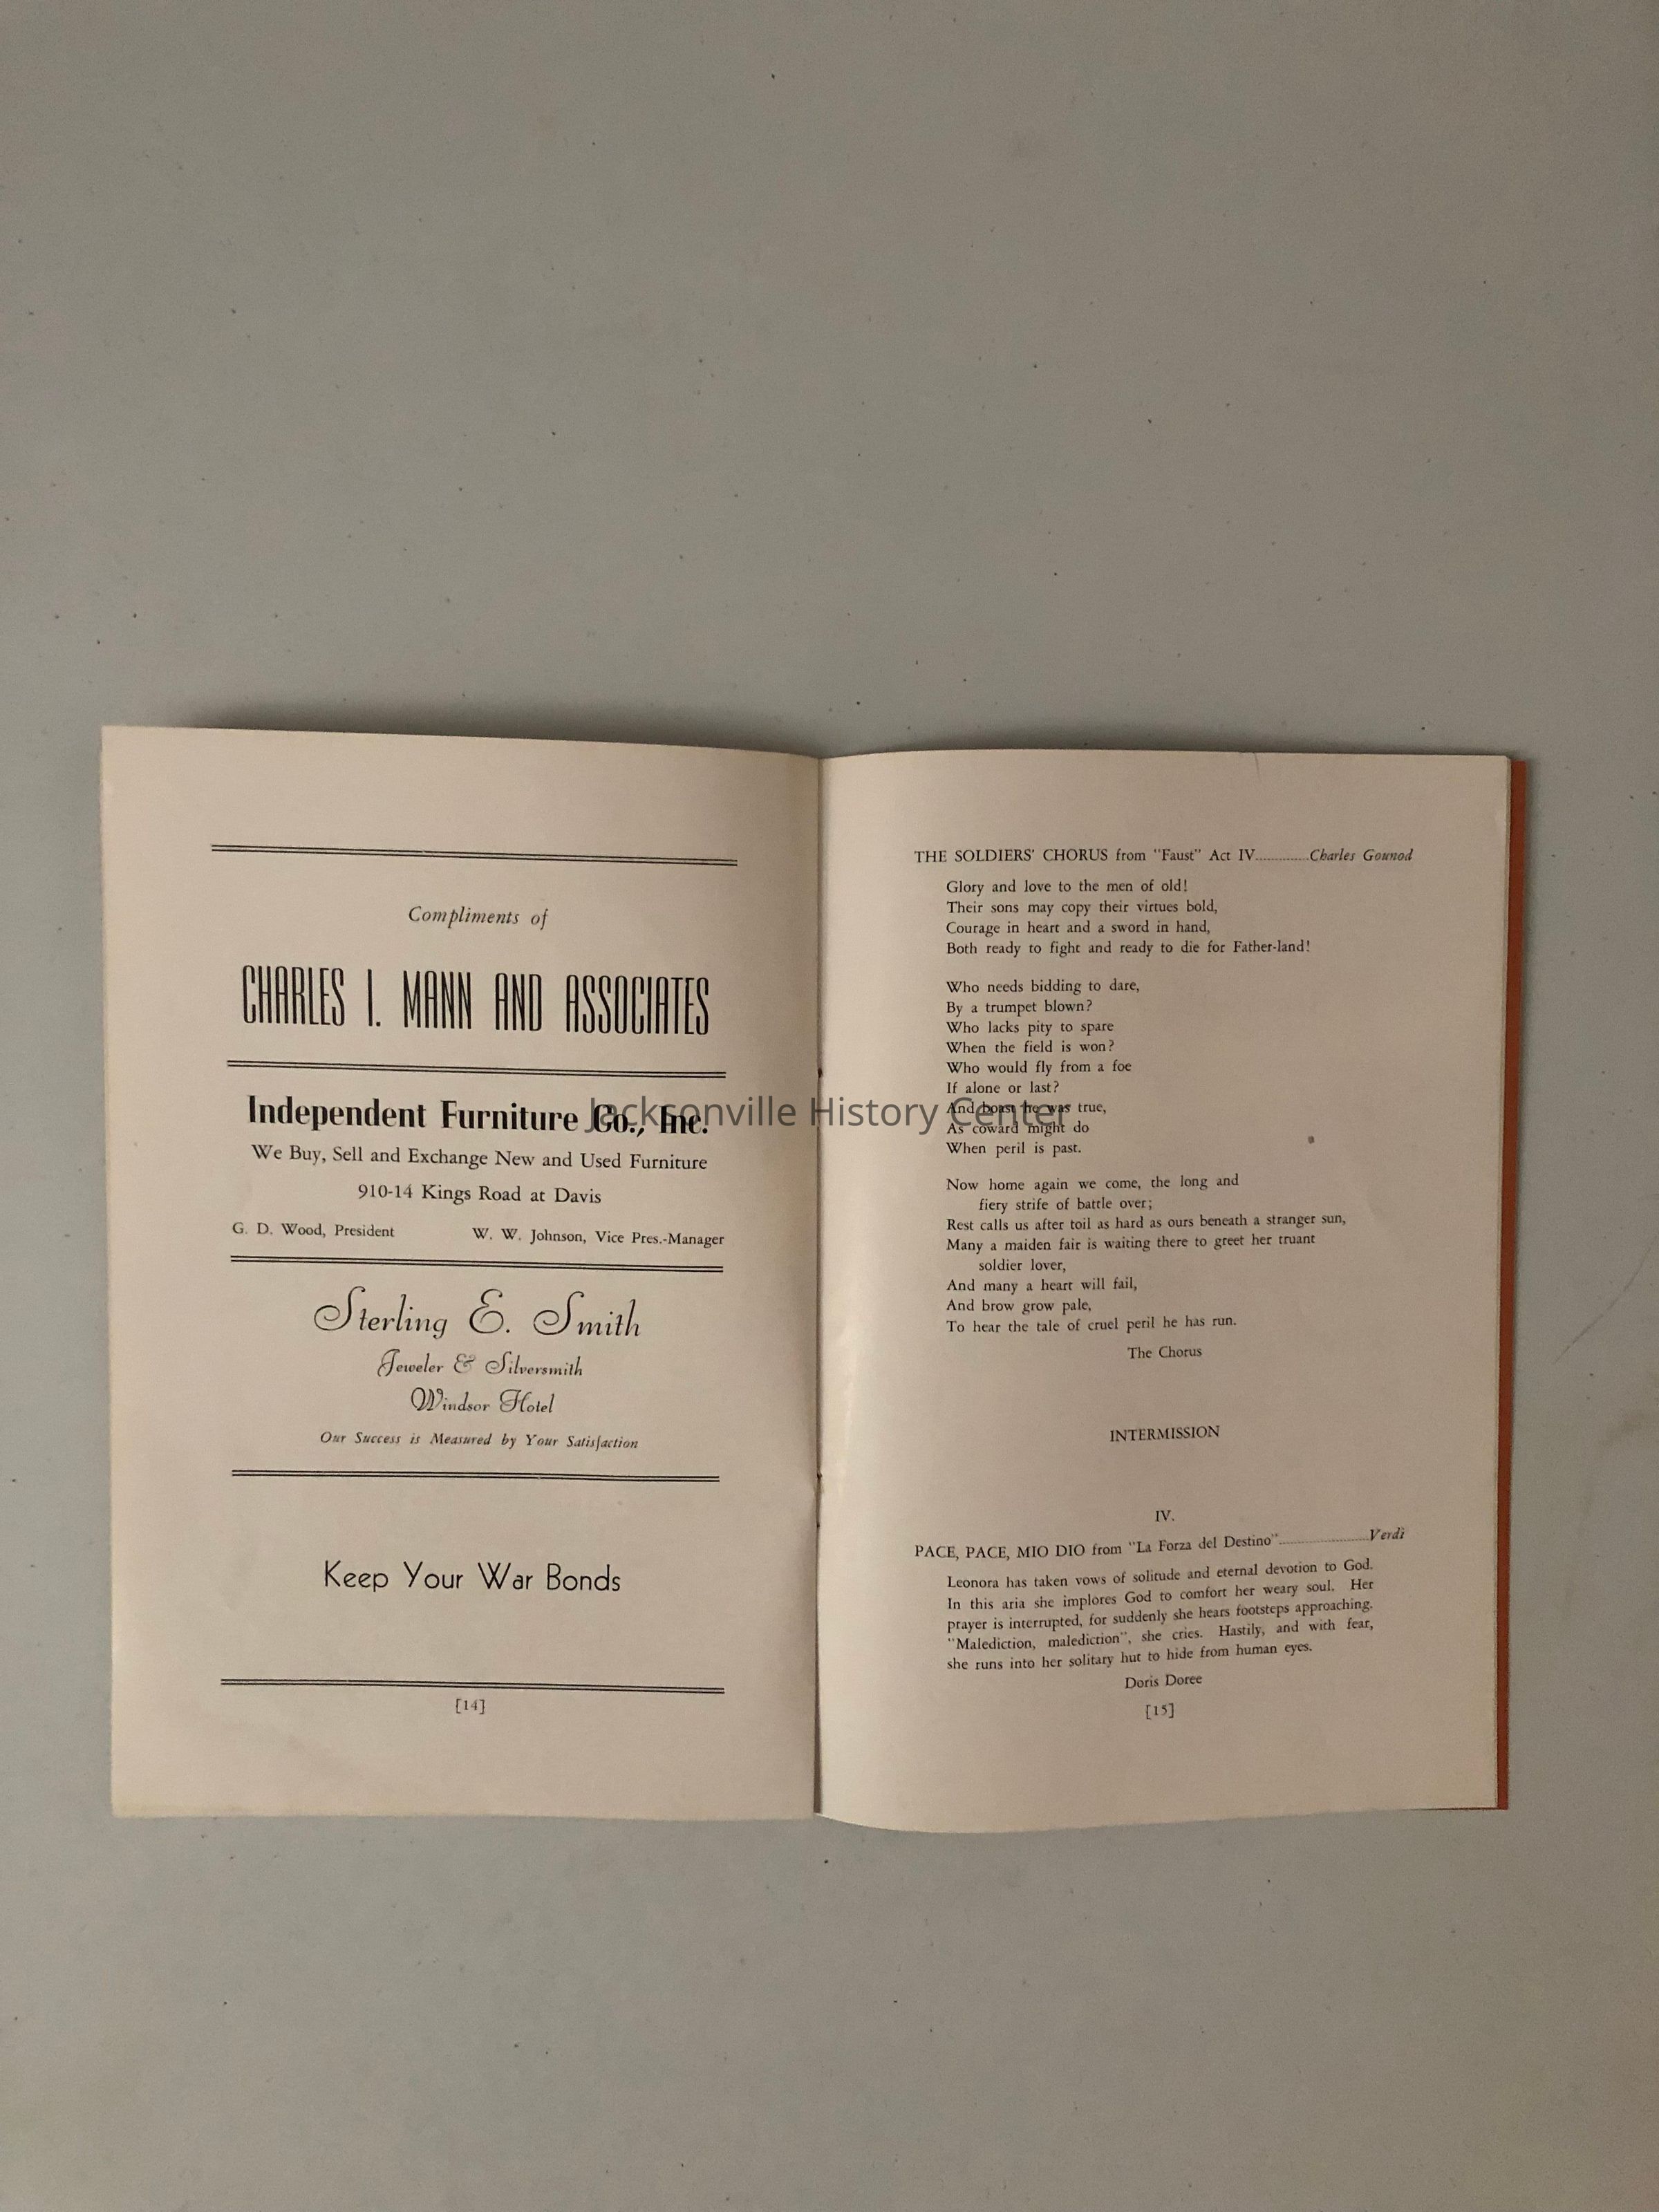 Compliments of
CHARLES I. MANN AND ASSOCIATES
Independent Furniture Co., Inc.
We Buy, Sell and Exchange New and Used Furniture
910-14 Kings Road at Davis
G. D. Wood, President W. W. Johnson, Vice Pres.-Manager
Sterling E. Smith
Jeweler & Silversmith
Windsor Hotel
Our Success is Measured by Your Satisfaction
Keep Your War Bonds
[14]
THE SOLDIERS' CHORUS from "Faust" Act IV.............Charles Gounod
Glory and love to the men of old!
Their sons may copy their virtues bold,
Courage in heart and a sword in hand,
Both ready to fight and ready to die for Father-land!
Who needs bidding to dare,
By a trumpet blown?
Who lacks pity to spare
When the field is won?
Who would fly from a foe
If alone or last?
And boast he was true,
As coward might do
When peril is past.
Now home again we come, the long and
fiery strife of battle over;
Rest calls us after toil as hard as ours beneath a stranger sun,
Many a maiden fair is waiting there to greet her truant
soldier lover,
And many a heart will fail,
And brow grow pale,
To hear the tale of cruel peril he has run.
The Chorus
INTERMISSION
IV.
PACE, PACE, MIO DIO from "La Forza del Destino"......................Verdi
Leonora has taken vows of solitude and eternal devotion to God.
In this aria she implores God to comfort her weary soul. Her
prayer is interrupted, for suddenly she hears footsteps approaching.
"Malediction, malediction", she cries. Hastily, and with fear,
she runs into her solitary hut to hide from human eyes.
Doris Doree
[15]
Jacksonville History Center